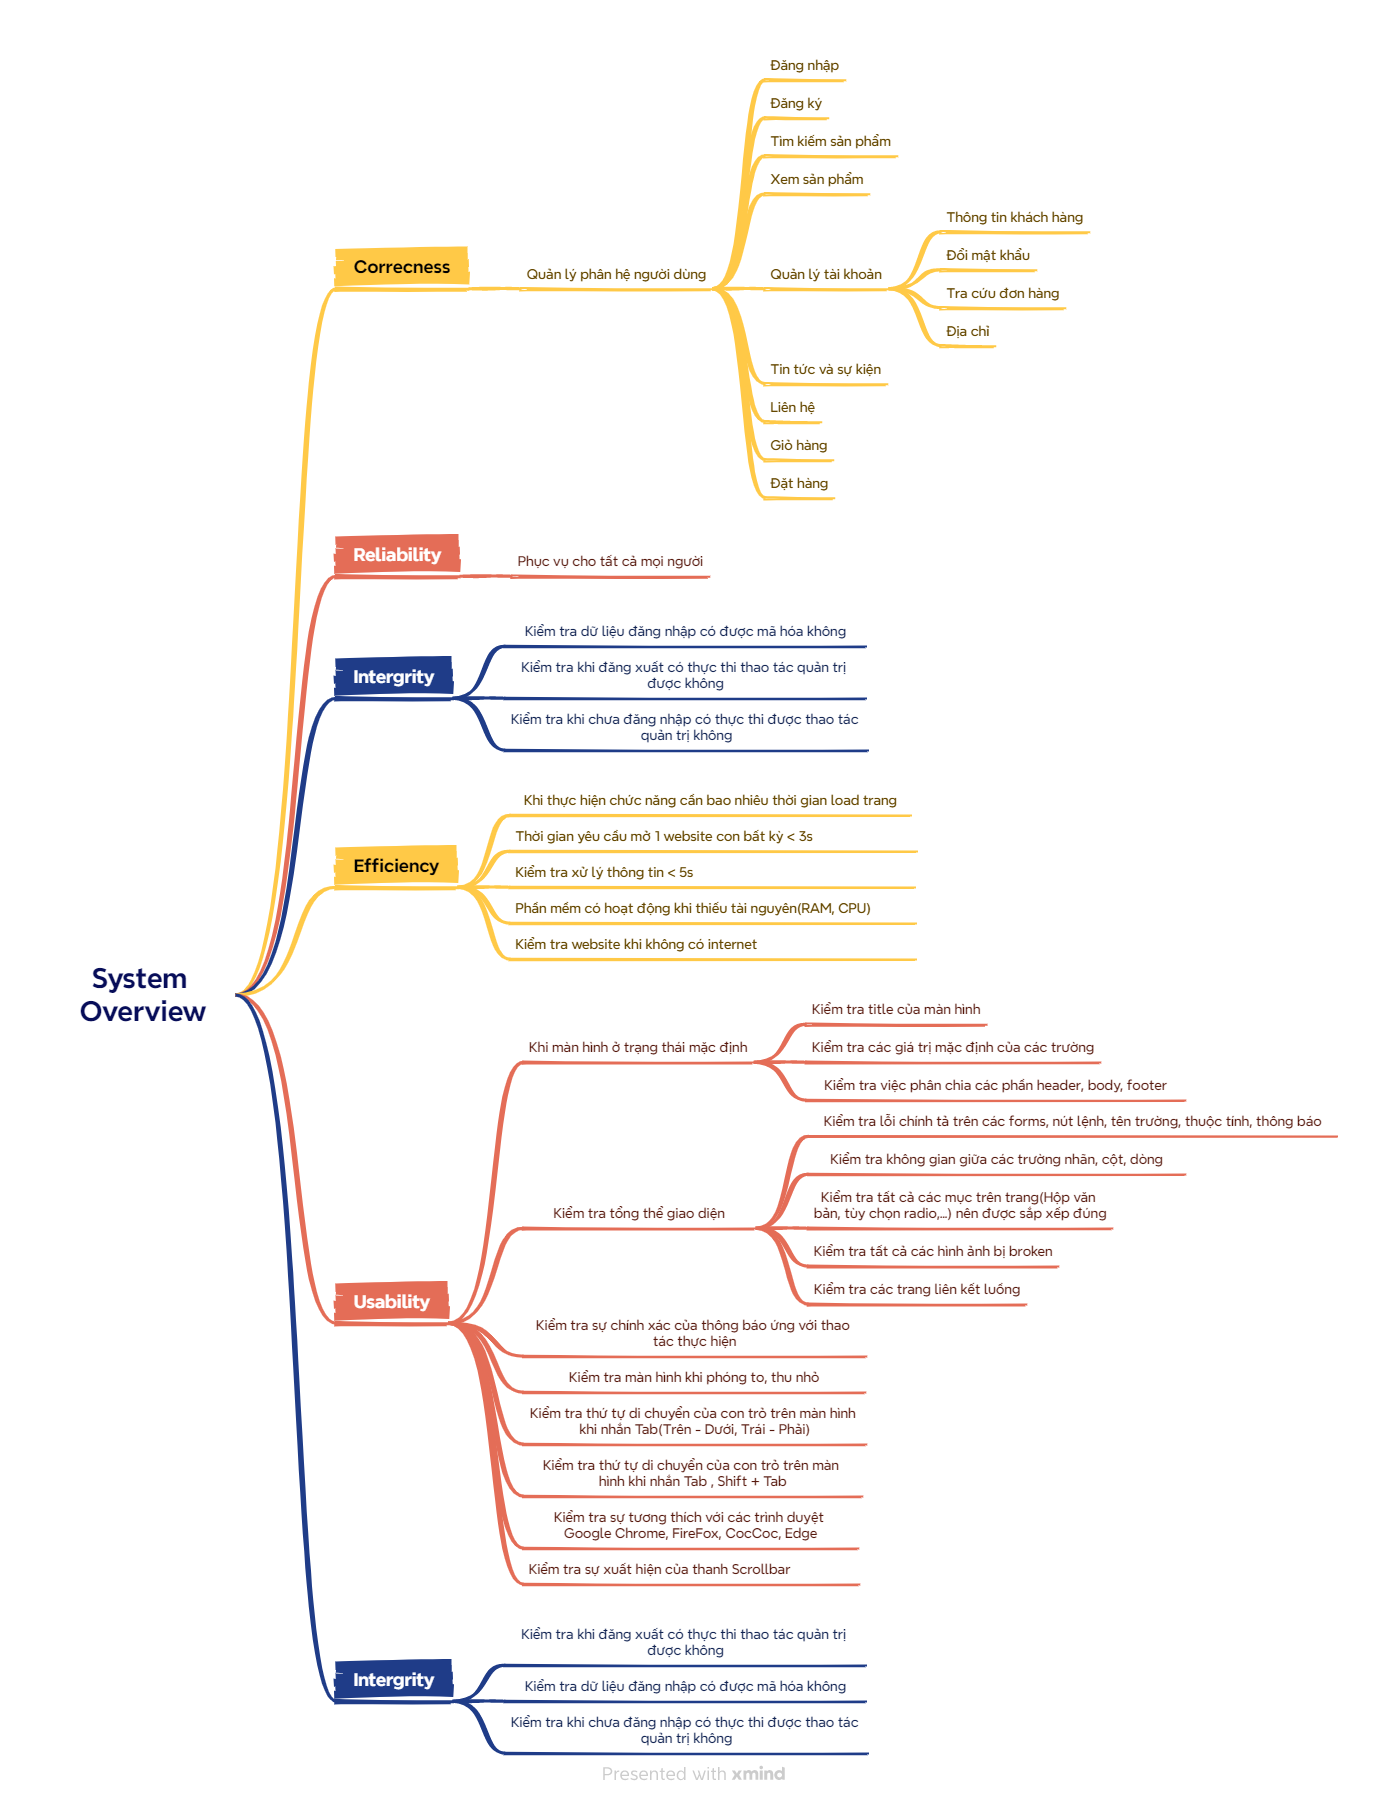 Đăng nhập
Đăng ký
Tìm kiếm sản phẩm
Xem sản phẩm
Thông tin khách hàng
Correcness
Quản lý phân hệ người dùng
Quản lý tài khoản
Đổi mật khẩu
Tra cứu đơn hàng
Địa chỉ
Tin tức và sự kiện
Liên hệ
Giỏ hàng
Đặt hàng
Reliability
Phục vụ cho tất cả mọi người
Kiểm tra dữ liệu đăng nhập có được mã hóa không
Intergrity
Kiểm tra khi đăng xuất có thực thi thao tác quản trị
được không
Kiểm tra khi chưa đăng nhập có thực thi được thao tác
quản trị không
Khi thực hiện chức năng cần bao nhiêu thời gian load trang
Thời gian yêu cầu mở 1 website con bất kỳ < 3s
Efficiency
Kiểm tra xử lý thông tin < 5s
Phần mềm có hoạt động khi thiếu tài nguyên(RAM, CPU)
Kiểm tra website khi không có internet
System
Overview
Kiểm tra title của màn hình
Khi màn hình ở trạng thái mặc định
Kiểm tra các giá trị mặc định của các trường
Kiểm tra việc phân chia các phần header, body, footer
Kiểm tra lỗi chính tả trên các forms, nút lệnh, tên trường, thuộc tính, thông báo
Kiểm tra không gian giữa các trường nhãn, cột, dòng
Kiểm tra tổng thể giao diện
Kiểm tra tất cả các mục trên trang(Hộp văn
bản, tùy chọn radio,...) nên được sắp xếp đúng
Kiểm tra tất cả các hình ảnh bị broken
Kiểm tra các trang liên kết luồng
Usability
Kiểm tra sự chính xác của thông báo ứng với thao
tác thực hiện
Kiểm tra màn hình khi phóng to, thu nhỏ
Kiểm tra thứ tự di chuyển của con trỏ trên màn hình
khi nhấn Tab(Trên - Dưới, Trái - Phải)
Kiểm tra thứ tự di chuyển của con trỏ trên màn
hình khi nhấn Tab , Shift + Tab
Kiểm tra sự tương thích với các trình duyệt
Google Chrome, FireFox, CocCoc, Edge
Kiểm tra sự xuất hiện của thanh Scrollbar
Kiểm tra khi đăng xuất có thực thi thao tác quản trị
được không
Intergrity
Kiểm tra dữ liệu đăng nhập có được mã hóa không
Kiểm tra khi chưa đăng nhập có thực thi được thao tác
quản trị không
Presented with xmind